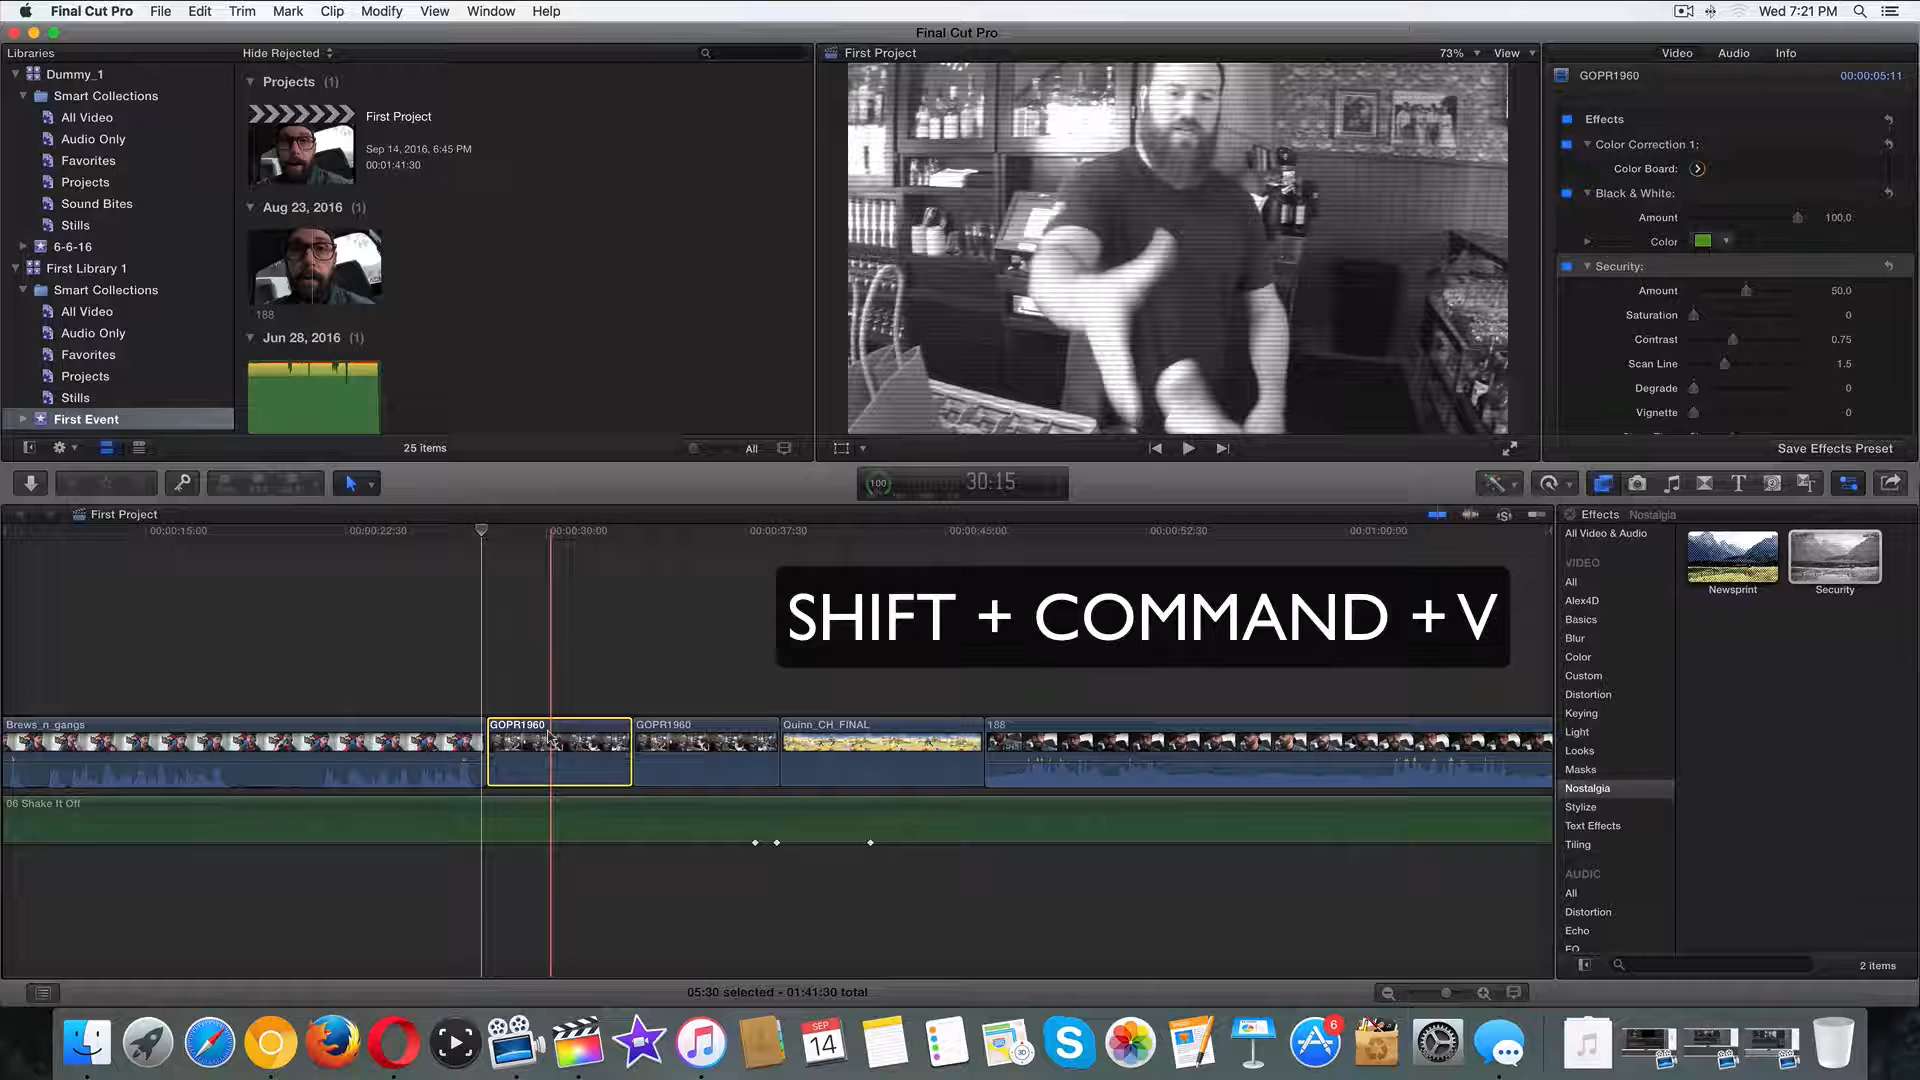 Final Cut Pro File Edit Trim Mark Clip Modify View Window Help
Wed 7:21 PM
Final Cut Pro
Libraries
Hide Rejected
First Project
73%
View
Video
Audio
Info
Dummy_1
Smart Collections
All Video
Audio Only
Favorites
Projects
Sound Bites
Stills
6-6-16
First Library 1
Smart Collections
All Video
Audio Only
Favorites
Projects
Stills
First Event
Projects (1)
First Project
Sep 14, 2016, 6:45 PM
00:01:41:30
Aug 23, 2016 (1)
188
Jun 28, 2016 (1)
25 items
All
GOPR1960
00:00:05:11
Effects
Color Correction 1:
Color Board:
Black & White:
Amount 100.0
Color
Security:
Amount 50.0
Saturation 0
Contrast 0.75
Scan Line 1.5
Degrade 0
Vignette 0
Save Effects Preset
100
30:15
First Project
00:00:15:00
00:00:22:30
00:00:30:00
00:00:37:30
00:00:45:00
00:00:52:30
00:01:00:00
SHIFT + COMMAND + V
Brews_n_gangs
GOPR1960
GOPR1960
Quinn_CH_FINAL
188
06 Shake It Off
05:30 selected - 01:41:30 total
Effects
Nostalgia
All Video & Audio
VIDEO
All
Alex4D
Basics
Blur
Color
Custom
Distortion
Keying
Light
Looks
Masks
Nostalgia
Stylize
Text Effects
Tiling
AUDIO
All
Distortion
Echo
EQ
Newsprint
Security
2 items
SEP
14
6